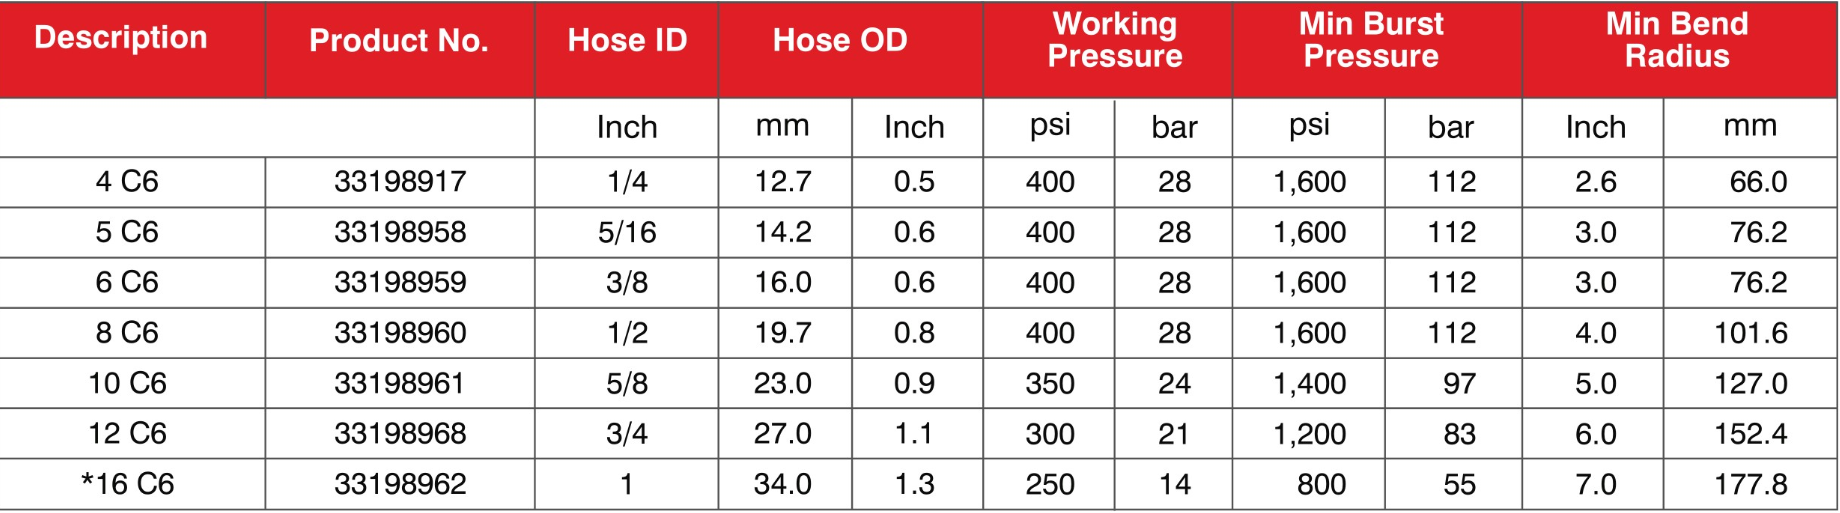 Description Product No. Hose ID Hose OD Working Pressure Min Burst Pressure Min Bend Radius
Inch mm Inch psi bar psi bar Inch mm
4 C6 33198917 1/4 12.7 0.5 400 28 1,600 112 2.6 66.0
5 C6 33198958 5/16 14.2 0.6 400 28 1,600 112 3.0 76.2
6 C6 33198959 3/8 16.0 0.6 400 28 1,600 112 3.0 76.2
8 C6 33198960 1/2 19.7 0.8 400 28 1,600 112 4.0 101.6
10 C6 33198961 5/8 23.0 0.9 350 24 1,400 97 5.0 127.0
12 C6 33198968 3/4 27.0 1.1 300 21 1,200 83 6.0 152.4
*16 C6 33198962 1 34.0 1.3 250 14 800 55 7.0 177.8